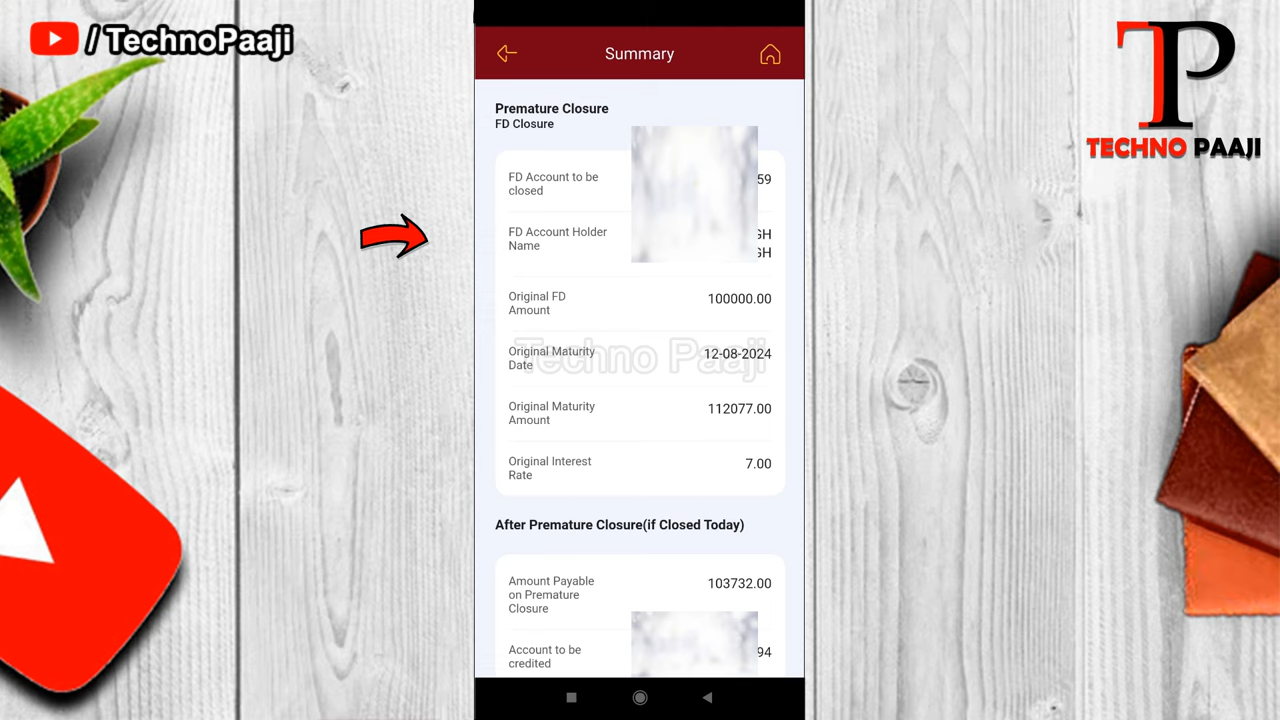 / TechnoPaaji
TP
TECHNO PAAJI
Summary
Premature Closure
FD Closure
FD Account to be
closed
59
FD Account Holder
Name
GH
GH
Original FD
Amount
100000.00
Original Maturity
Date
12-08-2024
Techno Paaji
Original Maturity
Amount
112077.00
Original Interest
Rate
7.00
After Premature Closure(if Closed Today)
Amount Payable
on Premature
Closure
103732.00
Account to be
credited
94